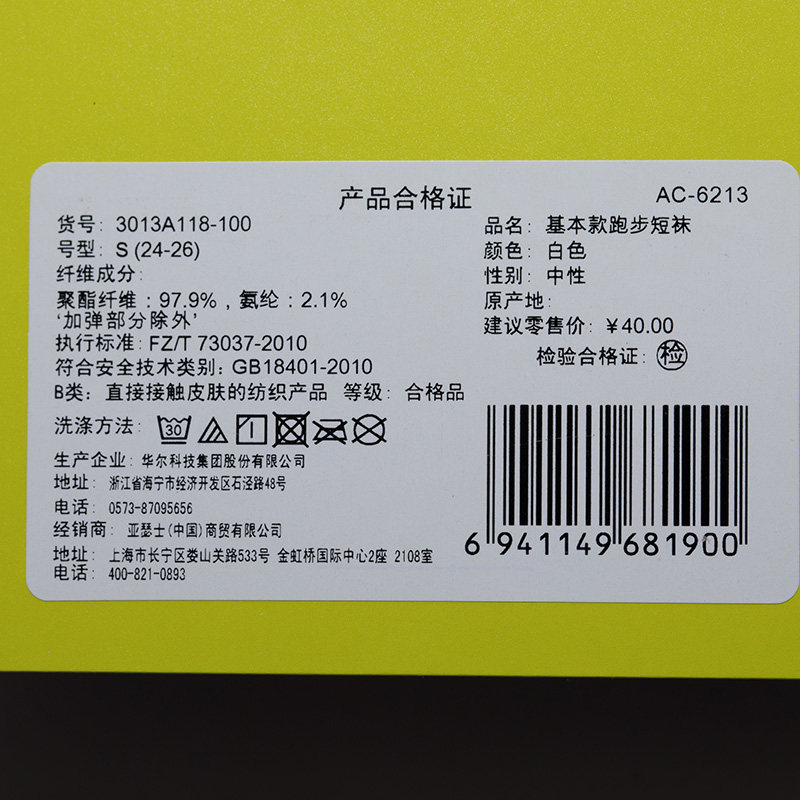 产品合格证
AC-6213
货号: 3013A118-100
号型: S (24-26)
纤维成分:
聚酯纤维: 97.9%, 氨纶: 2.1%
‘加弹部分除外’
执行标准: FZ/T 73037-2010
符合安全技术类别: GB18401-2010
B类: 直接接触皮肤的纺织产品 等级: 合格品
洗涤方法:
30
生产企业: 华尔科技集团股份有限公司
地址: 浙江省海宁市经济开发区石泾路48号
电话: 0573-87095656
经销商: 亚瑟士(中国)商贸有限公司
地址: 上海市长宁区娄山关路533号 金虹桥国际中心2座 2108室
电话: 400-821-0893
品名: 基本款跑步短袜
颜色: 白色
性别: 中性
原产地:
建议零售价: ¥40.00
检验合格证: 检
6 941149 681900